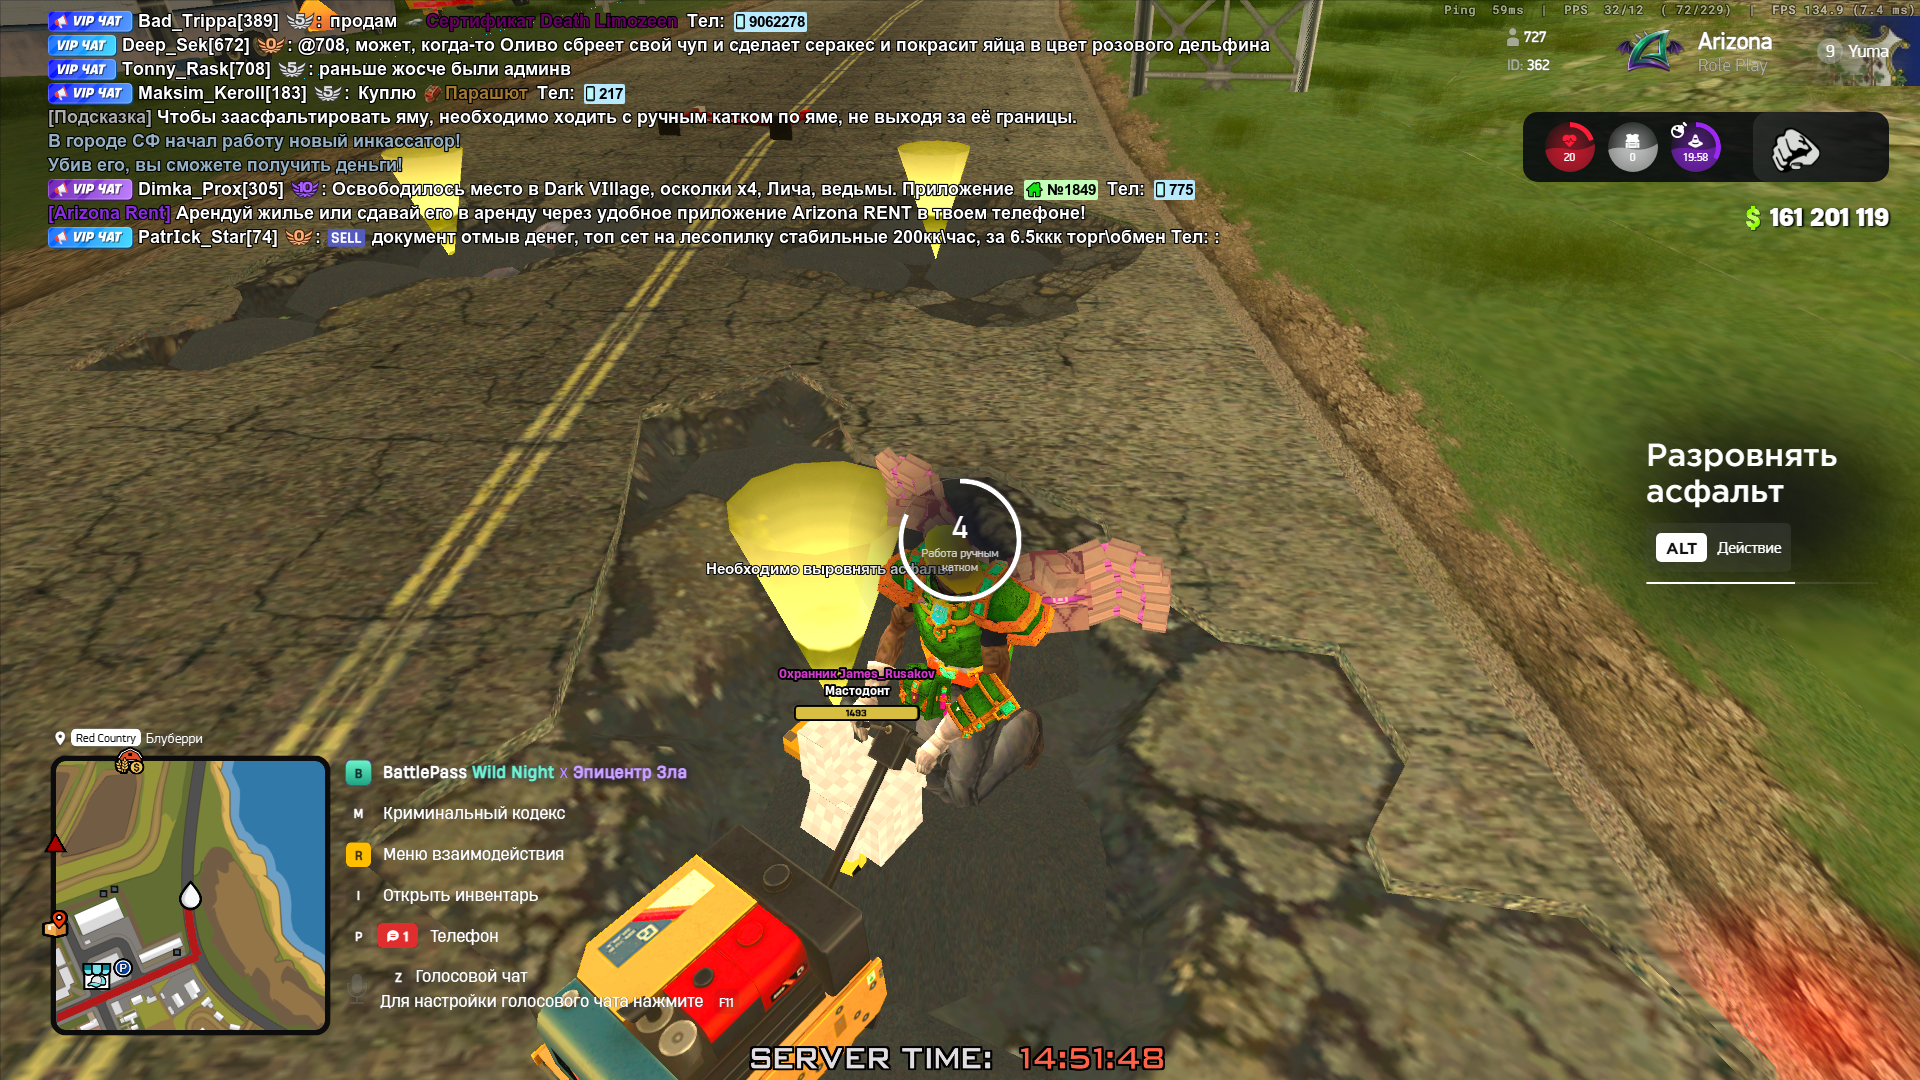 Ping 59ms | PPS 32/12 ( 72/229) | FPS 134.9 (7.4 ms)
VIP ЧАТ Bad_Trippa[389] 5: продам Сертификат Death Limozeen Тел: 9062278
VIP ЧАТ Deep_Sek[672] 0: @708, может, когда-то Оливо сбреет свой чуп и сделает серакес и покрасит яйца в цвет розового дельфина
VIP ЧАТ Tonny_Rask[708] 5: раньше жосче были админв
VIP ЧАТ Maksim_Keroll[183] 5: Куплю Парашют Тел: 217
[Подсказка] Чтобы заасфальтировать яму, необходимо ходить с ручным катком по яме, не выходя за её границы.
В городе СФ начал работу новый инкассатор!
Убив его, вы сможете получить деньги!
VIP ЧАТ Dimka_Prox[305] 10: Освободилось место в Dark VIllage, осколки x4, Лича, ведьмы. Приложение №1849 Тел: 775
[Arizona Rent] Арендуй жилье или сдавай его в аренду через удобное приложение Arizona RENT в твоем телефоне!
VIP ЧАТ PatrIck_Star[74] 0: SELL документ отмыв денег, топ сет на лесопилку стабильные 200кк\час, за 6.5ккк торг\обмен Тел: :
727
ID: 362
Arizona
Role Play
9 Yuma
20
0
19:58
$ 161 201 119
Разровнять
асфальт
ALT Действие
4
Работа ручным
катком
Необходимо выровнять асфальт
Охранник James_Rusakov
Мастодонт
1493
Red Country Блуберри
B BattlePass Wild Night x Эпицентр Зла
M Криминальный кодекс
R Меню взаимодействия
I Открыть инвентарь
P 1 Телефон
Z Голосовой чат
Для настройки голосового чата нажмите F11
P
SERVER TIME: 14:51:48